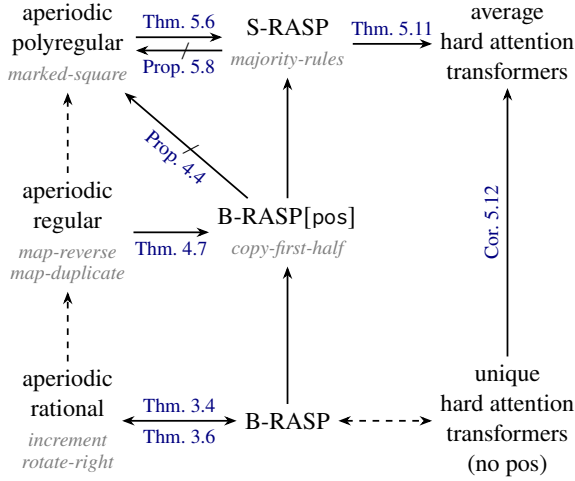 aperiodic
polyregular
marked-square
Thm. 5.6
Prop. 5.8
S-RASP
majority-rules
Thm. 5.11
average
hard attention
transformers
Prop. 4.4
aperiodic
regular
map-reverse
map-duplicate
Thm. 4.7
B-RASP[pos]
copy-first-half
Cor. 5.12
aperiodic
rational
increment
rotate-right
Thm. 3.4
Thm. 3.6
B-RASP
unique
hard attention
transformers
(no pos)